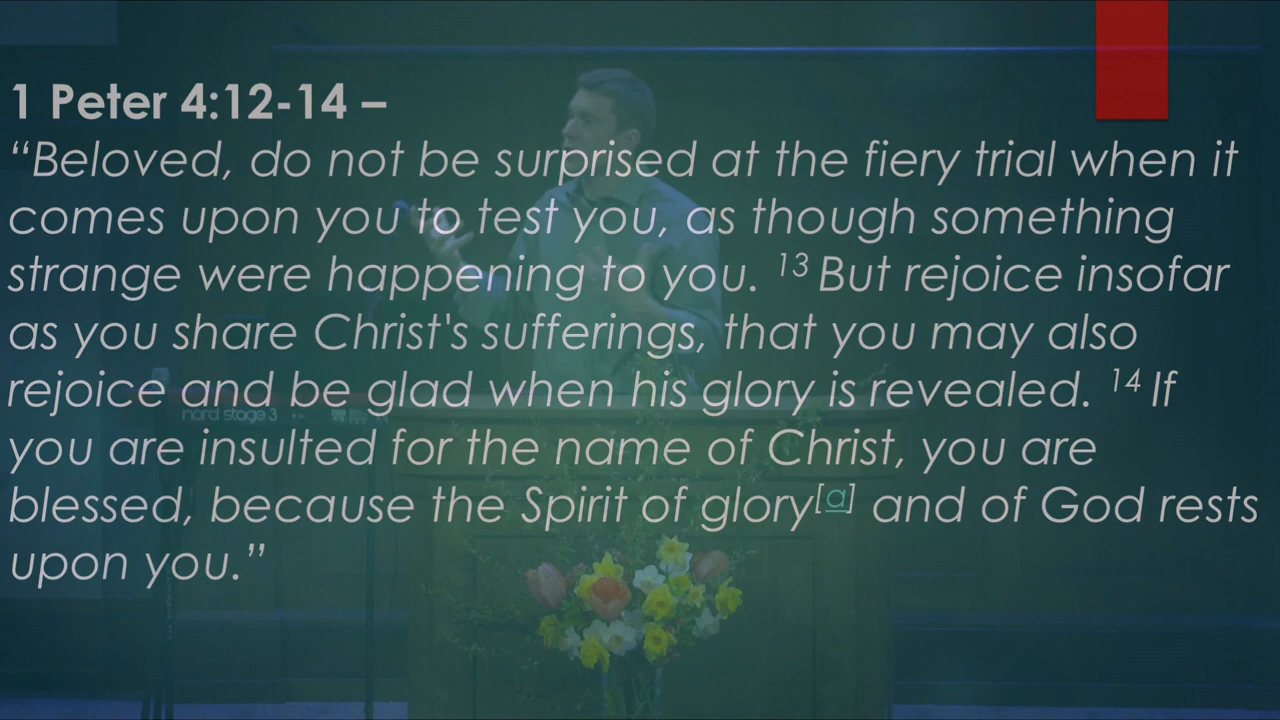 1 Peter 4:12-14 –
“Beloved, do not be surprised at the fiery trial when it
comes upon you to test you, as though something
strange were happening to you. 13 But rejoice insofar
as you share Christ's sufferings, that you may also
rejoice and be glad when his glory is revealed. 14 If
you are insulted for the name of Christ, you are
blessed, because the Spirit of glory[a] and of God rests
upon you.”
nord stage 3